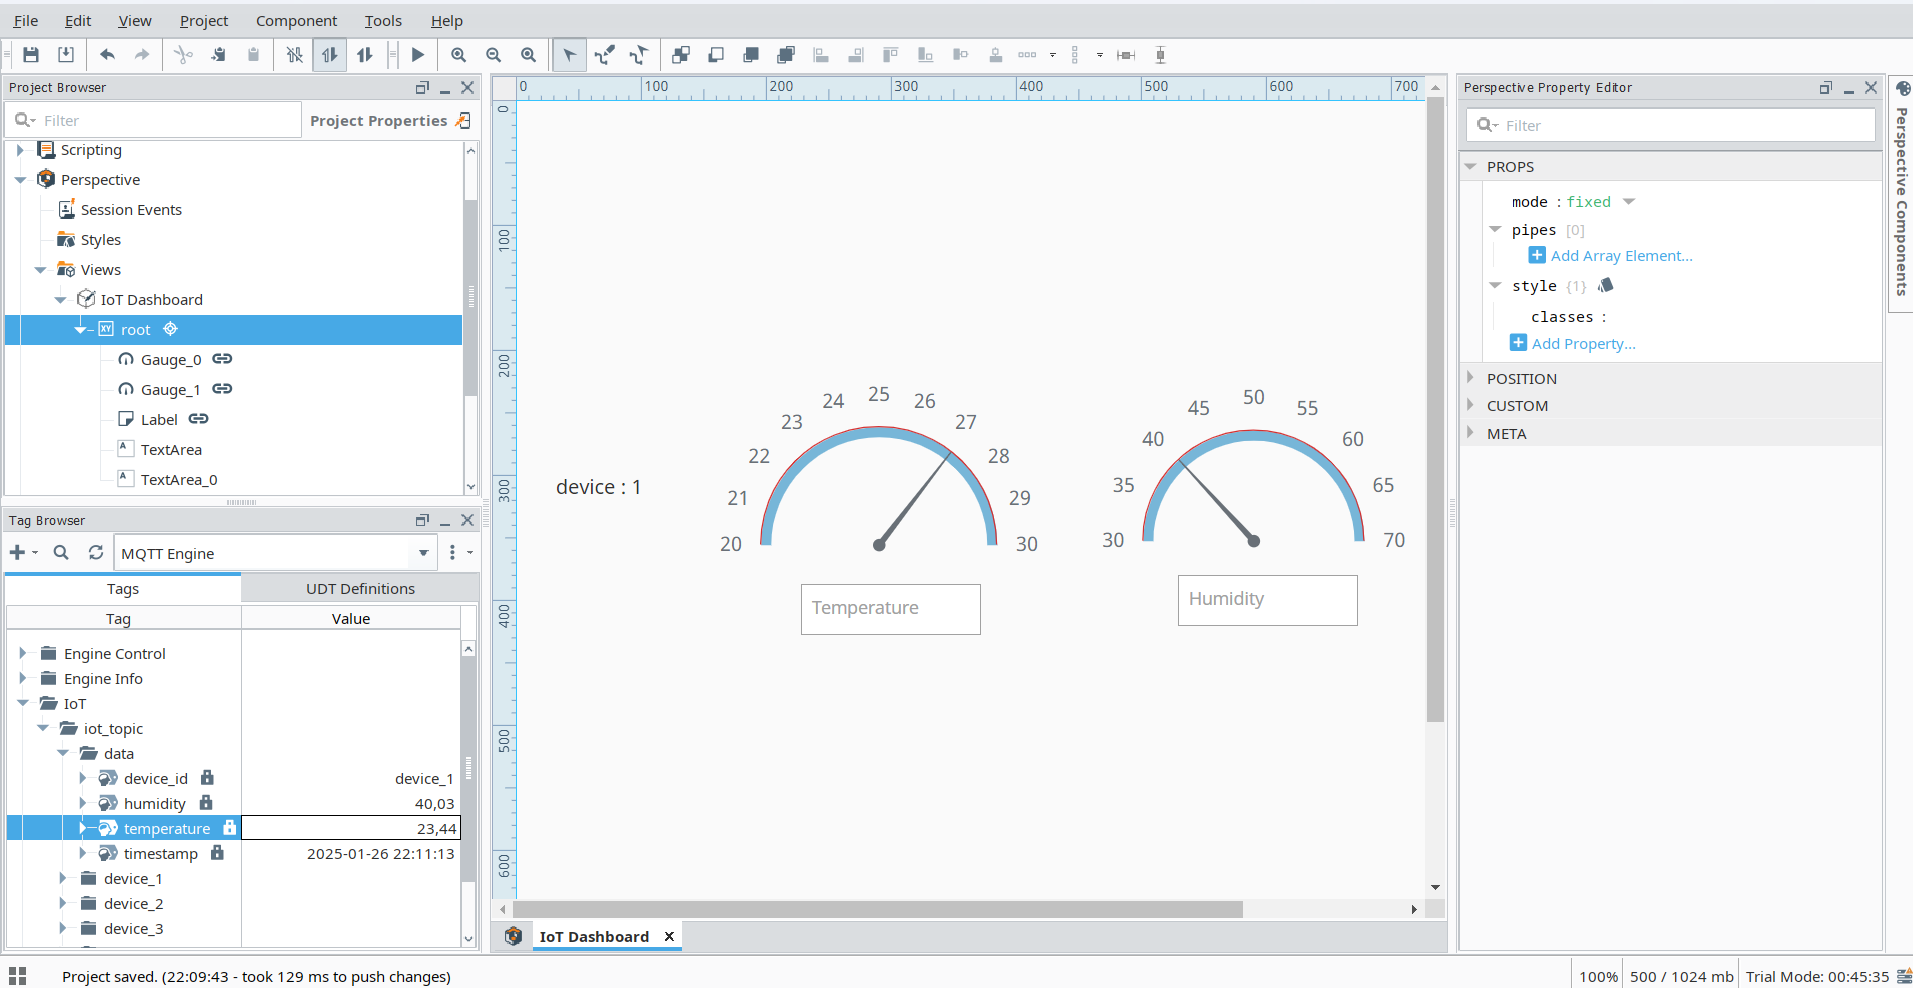 File Edit View Project Component Tools Help
Project Browser
Filter
Project Properties
Scripting
Perspective
Session Events
Styles
Views
IoT Dashboard
root
Gauge_0
Gauge_1
Label
TextArea
TextArea_0
Tag Browser
MQTT Engine
Tags UDT Definitions
Tag Value
Engine Control
Engine Info
IoT
iot_topic
data
device_id device_1
humidity 40,03
temperature 23,44
timestamp 2025-01-26 22:11:13
device_1
device_2
device_3
0 100 200 300 400 500 600 700
0
100
200
300
400
500
600
device : 1
20
21
22
23
24
25
26
27
28
29
30
Temperature
30
35
40
45
50
55
60
65
70
Humidity
IoT Dashboard
Perspective Property Editor
Filter
PROPS
mode : fixed
pipes [0]
Add Array Element...
style {1}
classes :
Add Property...
POSITION
CUSTOM
META
Perspective Components
Project saved. (22:09:43 - took 129 ms to push changes)
100% 500 / 1024 mb Trial Mode: 00:45:35